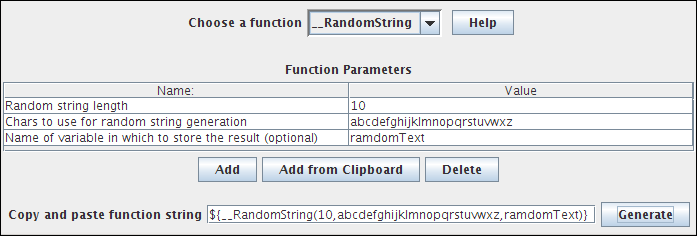 Choose a function __RandomString Help
Function Parameters
Name: Value
Random string length 10
Chars to use for random string generation abcdefghijklmnopqrstuvwxz
Name of variable in which to store the result (optional) ramdomText
Add Add from Clipboard Delete
Copy and paste function string ${__RandomString(10,abcdefghijklmnopqrstuvwxz,ramdomText)} Generate